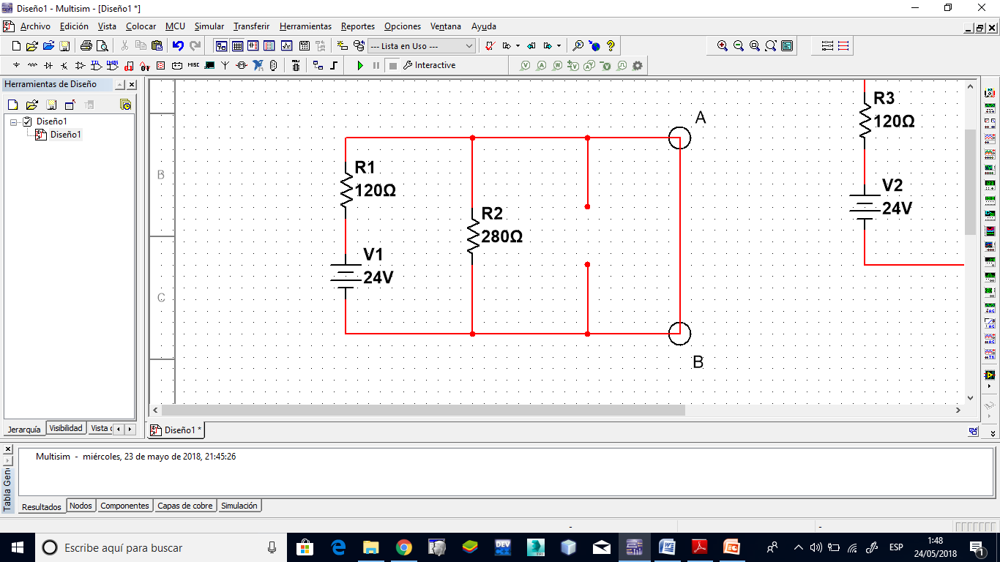 Diseño1 - Multisim - [Diseño1 *]
Archivo Edición Vista Colocar MCU Simular Transferir Herramientas Reportes Opciones Ventana Ayuda
--- Lista en Uso ---
MISC Interactive
Herramientas de Diseño
Diseño1
Diseño1
Jerarquía Visibilidad Vista
B
C
R1
120Ω
V1
24V
R2
280Ω
A
B
R3
120Ω
V2
24V
Diseño1 *
Multisim - miércoles, 23 de mayo de 2018, 21:45:26
Tabla Gen
Resultados Nodos Componentes Capas de cobre Simulación
- -
Escribe aquí para buscar
DEV
ESP
1:48
24/05/2018
1